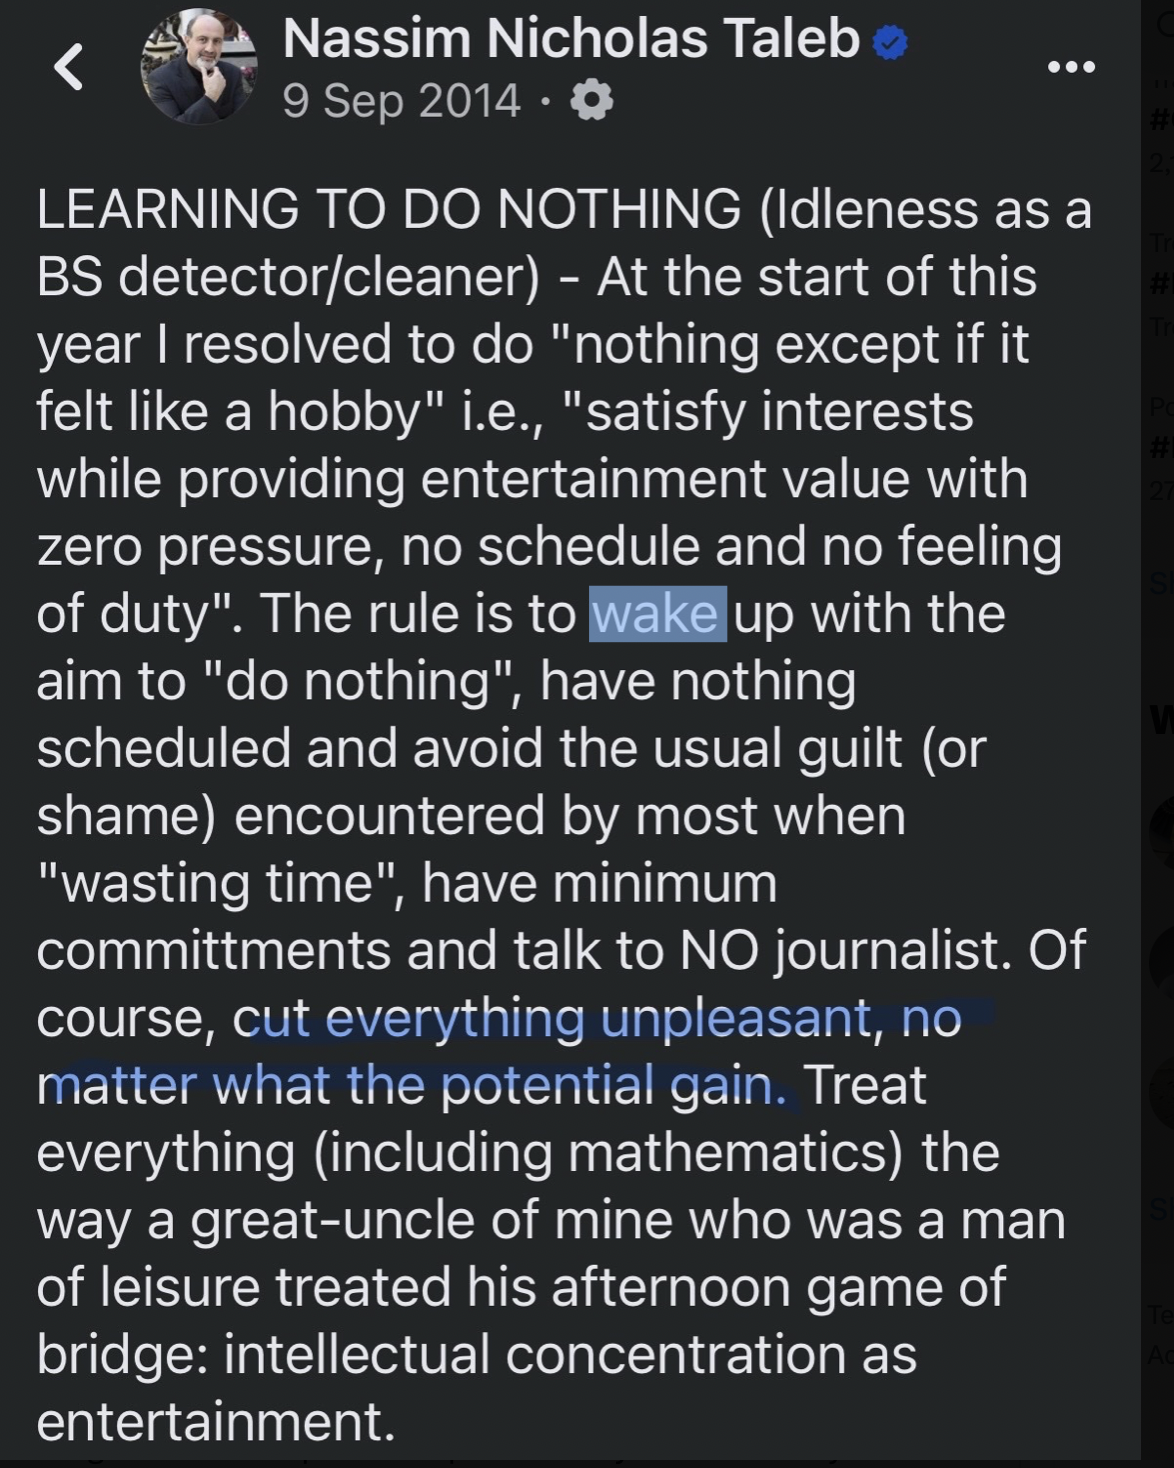 Nassim Nicholas Taleb
9 Sep 2014 ·
LEARNING TO DO NOTHING (Idleness as a
BS detector/cleaner) - At the start of this
year I resolved to do "nothing except if it
felt like a hobby" i.e., "satisfy interests
while providing entertainment value with
zero pressure, no schedule and no feeling
of duty". The rule is to wake up with the
aim to "do nothing", have nothing
scheduled and avoid the usual guilt (or
shame) encountered by most when
"wasting time", have minimum
committments and talk to NO journalist. Of
course, cut everything unpleasant, no
matter what the potential gain. Treat
everything (including mathematics) the
way a great-uncle of mine who was a man
of leisure treated his afternoon game of
bridge: intellectual concentration as
entertainment.